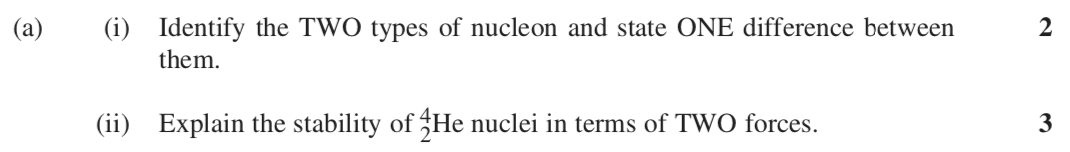 (a) (i) Identify the TWO types of nucleon and state ONE difference between 2
them.
(ii) Explain the stability of ⁴₂He nuclei in terms of TWO forces. 3